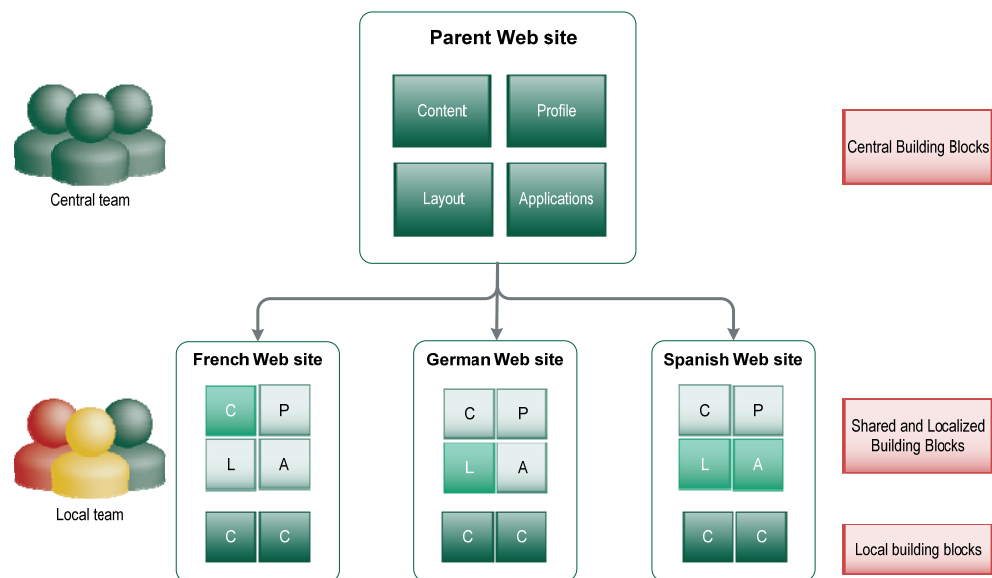 Parent Web site
Content
Profile
Layout
Applications
Central team
Central Building Blocks
French Web site
German Web site
Spanish Web site
C P
C P
C P
L A
L A
L A
C C
C C
C C
Local team
Shared and Localized
Building Blocks
Local building blocks